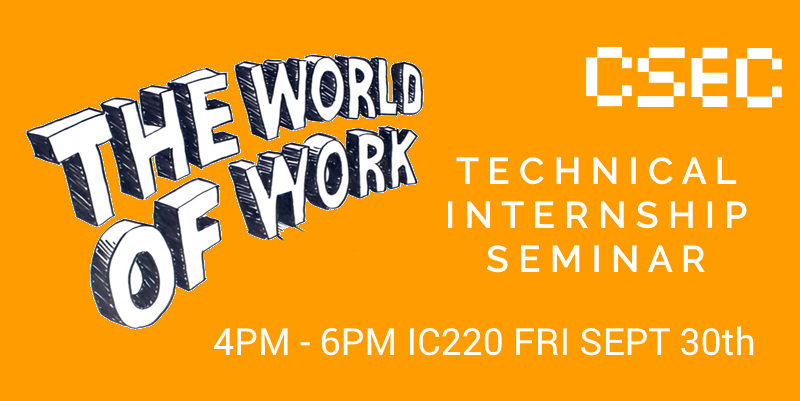 THE WORLD
OF WORK
CSEC
TECHNICAL
INTERNSHIP
SEMINAR
4PM - 6PM IC220 FRI SEPT 30th